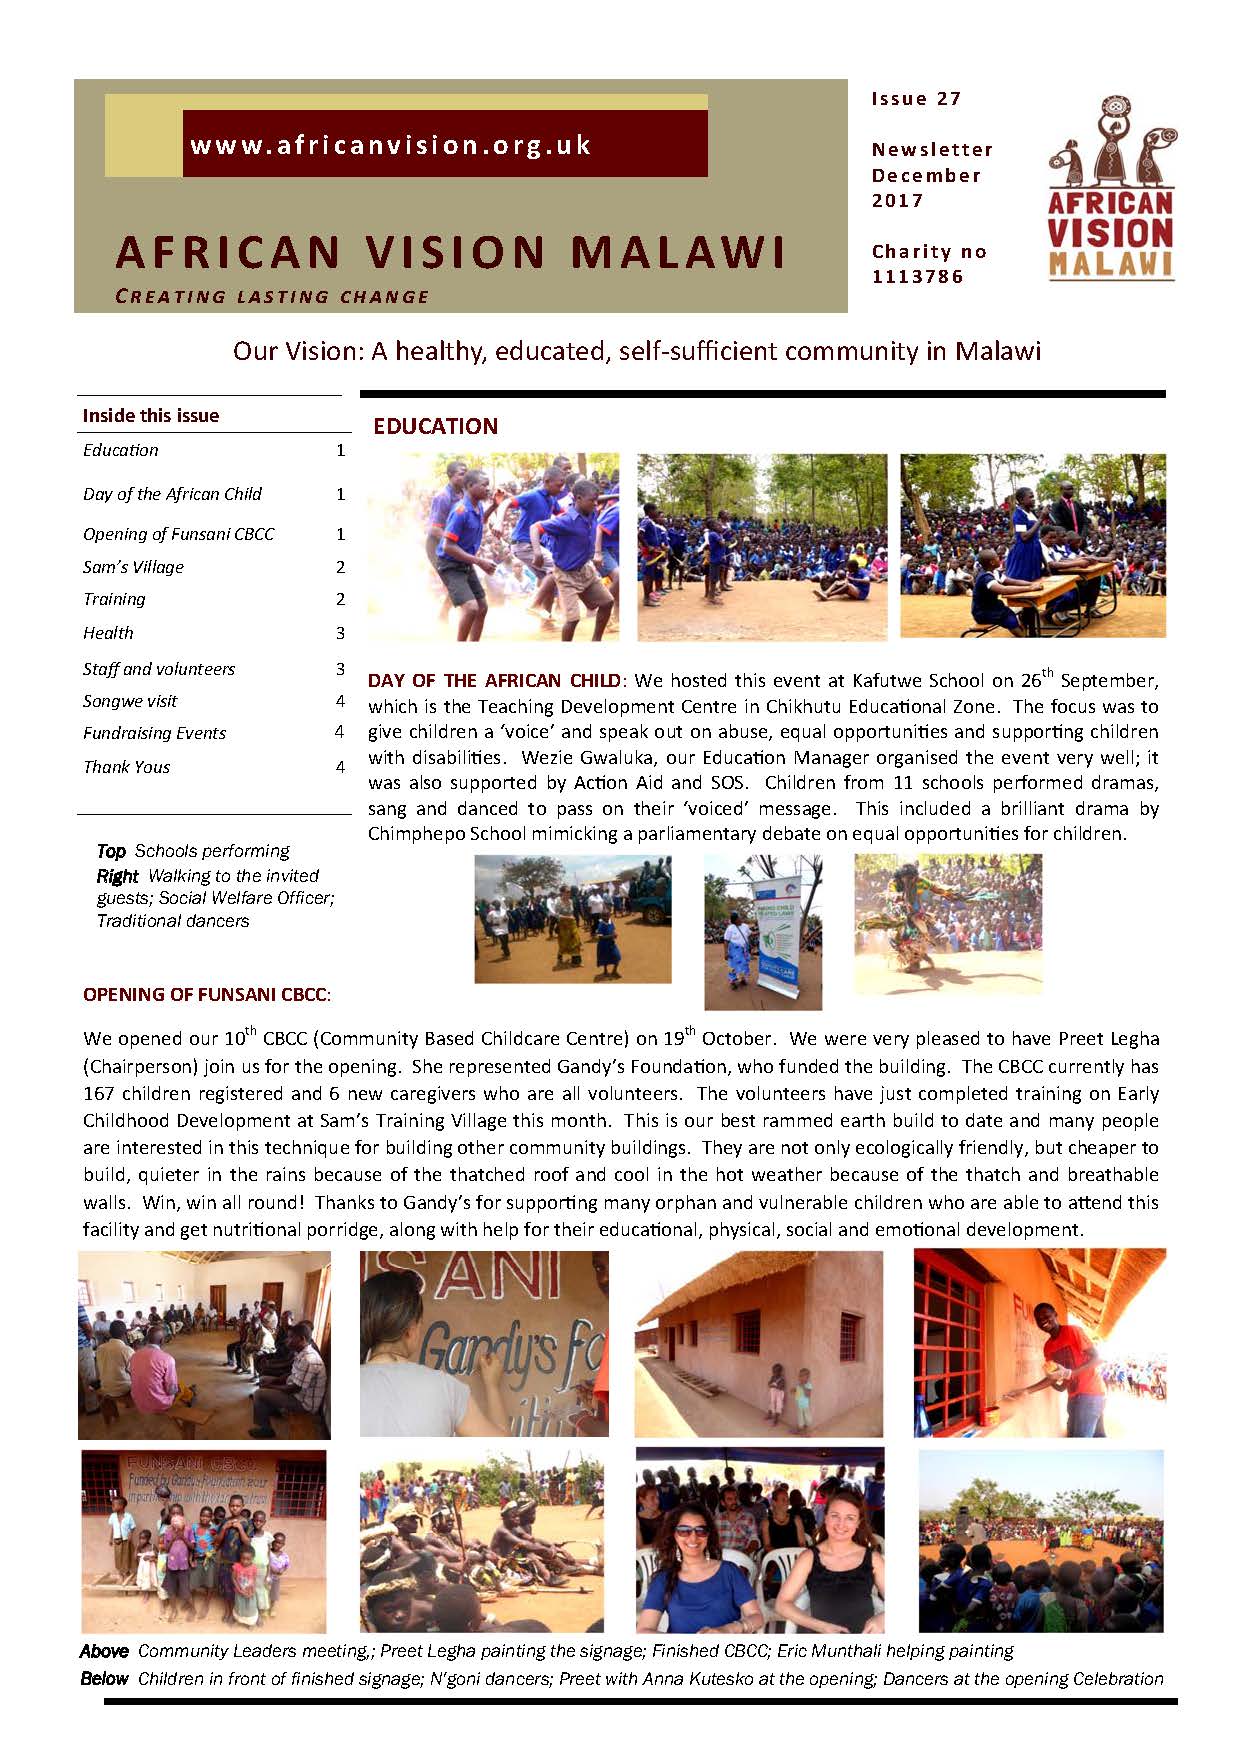 www.africanvision.org.uk
AFRICAN VISION MALAWI
CREATING LASTING CHANGE
Issue 27
Newsletter
December
2017
Charity no
1113786
AFRICAN
VISION
MALAWI
Our Vision: A healthy, educated, self-sufficient community in Malawi
Inside this issue
Education 1
Day of the African Child 1
Opening of Funsani CBCC 1
Sam's Village 2
Training 2
Health 3
Staff and volunteers 3
Songwe visit 4
Fundraising Events 4
Thank Yous 4
Top Schools performing
Right Walking to the invited
guests; Social Welfare Officer;
Traditional dancers
EDUCATION
DAY OF THE AFRICAN CHILD: We hosted this event at Kafutwe School on 26th September,
which is the Teaching Development Centre in Chikhutu Educational Zone. The focus was to
give children a 'voice' and speak out on abuse, equal opportunities and supporting children
with disabilities. Wezie Gwaluka, our Education Manager organised the event very well; it
was also supported by Action Aid and SOS. Children from 11 schools performed dramas,
sang and danced to pass on their 'voiced' message. This included a brilliant drama by
Chimphepo School mimicking a parliamentary debate on equal opportunities for children.
OPENING OF FUNSANI CBCC:
We opened our 10th CBCC (Community Based Childcare Centre) on 19th October. We were very pleased to have Preet Legha
(Chairperson) join us for the opening. She represented Gandy's Foundation, who funded the building. The CBCC currently has
167 children registered and 6 new caregivers who are all volunteers. The volunteers have just completed training on Early
Childhood Development at Sam's Training Village this month. This is our best rammed earth build to date and many people
are interested in this technique for building other community buildings. They are not only ecologically friendly, but cheaper to
build, quieter in the rains because of the thatched roof and cool in the hot weather because of the thatch and breathable
walls. Win, win all round! Thanks to Gandy's for supporting many orphan and vulnerable children who are able to attend this
facility and get nutritional porridge, along with help for their educational, physical, social and emotional development.
SANI
Gandy's Fo
FUNSANI CBCC
Funded by Gandy's Foundation 2017
Above Community Leaders meeting,; Preet Legha painting the signage; Finished CBCC; Eric Munthali helping painting
Below Children in front of finished signage; N'goni dancers; Preet with Anna Kutesko at the opening; Dancers at the opening Celebration